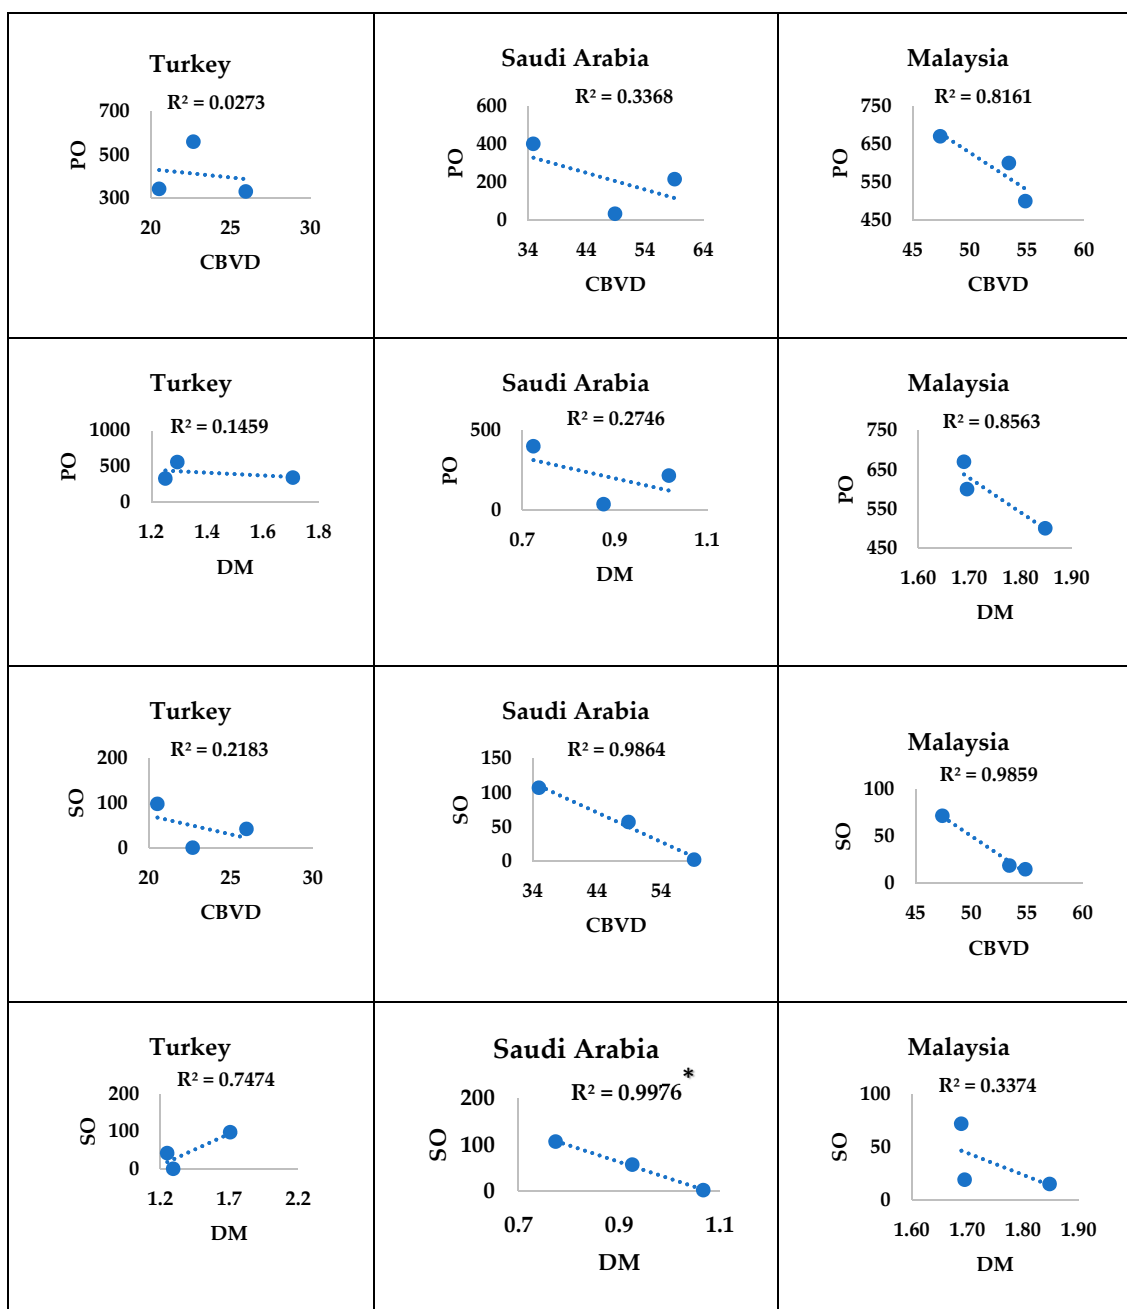 Turkey
R² = 0.0273
700
500
300
PO
20 25 30
CBVD
Saudi Arabia
R² = 0.3368
600
400
200
0
PO
34 44 54 64
CBVD
Malaysia
R² = 0.8161
750
650
550
450
PO
45 50 55 60
CBVD
Turkey
R² = 0.1459
1000
500
0
PO
1.2 1.4 1.6 1.8
DM
Saudi Arabia
R² = 0.2746
500
0
PO
0.7 0.9 1.1
DM
Malaysia
R² = 0.8563
750
650
550
450
PO
1.60 1.70 1.80 1.90
DM
Turkey
R² = 0.2183
200
100
0
SO
20 25 30
CBVD
Saudi Arabia
R² = 0.9864
150
100
50
0
SO
34 44 54
CBVD
Malaysia
R² = 0.9859
100
50
0
SO
45 50 55 60
CBVD
Turkey
R² = 0.7474
200
100
0
SO
1.2 1.7 2.2
DM
Saudi Arabia
R² = 0.9976*
200
100
0
SO
0.7 0.9 1.1
DM
Malaysia
R² = 0.3374
100
50
0
SO
1.60 1.70 1.80 1.90
DM